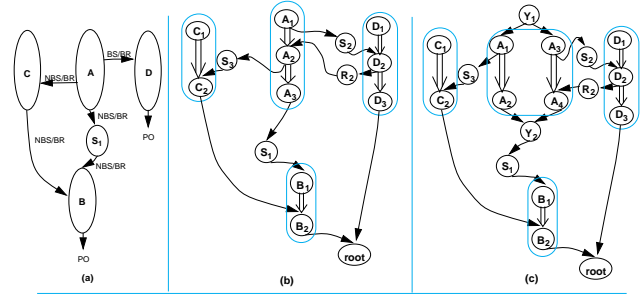 C
A
D
BS/BR
NBS/BR
NBS/BR
S1
NBS/BR
NBS/BR
PO
B
PO
(a)
C1
C2
S3
A1
A2
A3
S2
R2
D1
D2
D3
S1
B1
B2
root
(b)
Y1
C1
C2
S3
A1
A2
A3
A4
S2
R2
D1
D2
D3
Y2
S1
B1
B2
root
(c)